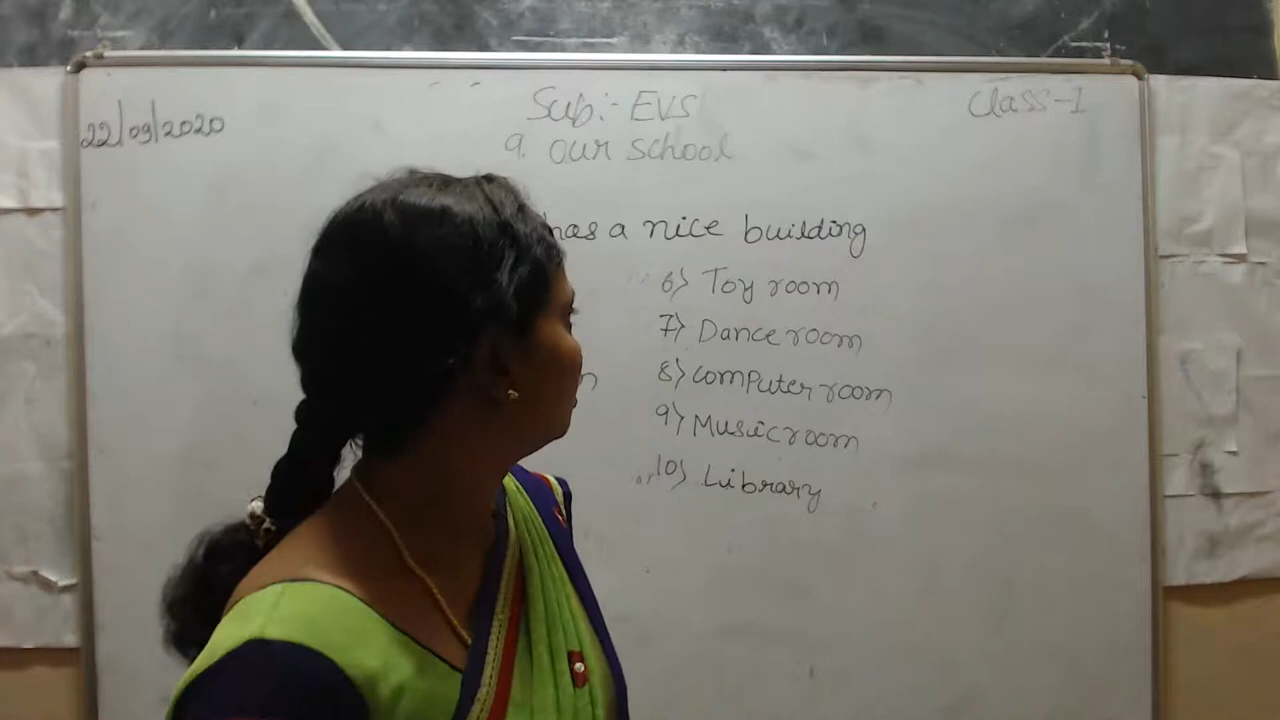 22/09/2020
Sub:- EVS
Class-1
9. our school
has a nice building
6) Toy room
7) Dance room
8) computer room
9) Music room
10) Library